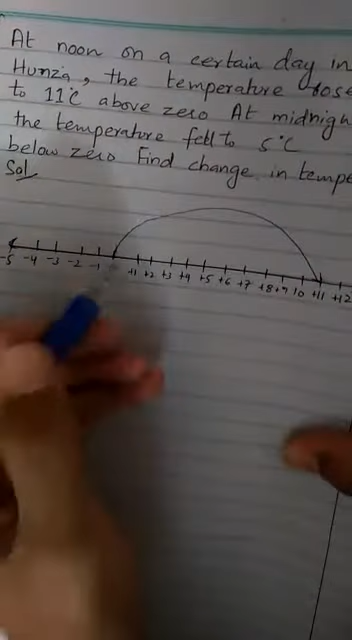 At noon on a certain day in
Hunza, the temperature rose
to 11°C above zero At midnigh
the temperature fell to 5°C
below zero Find change in tempe
Sol
-5 -4 -3 -2 -1 +1 +2 +3 +4 +5 +6 +7 +8 +9 10 +11 +12